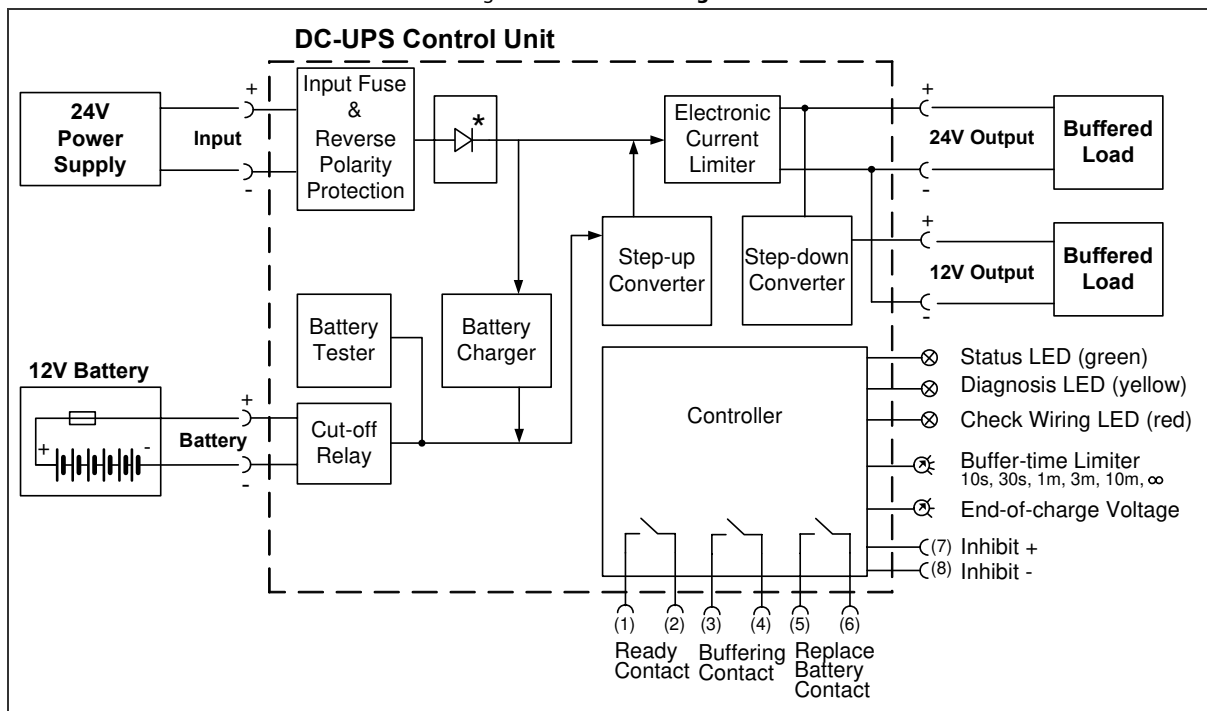 DC-UPS Control Unit
24V
Power
Supply
+
Input
-
Input Fuse
&
Reverse
Polarity
Protection
*
Electronic
Current
Limiter
+
24V Output
-
Buffered
Load
Step-up
Converter
Step-down
Converter
+
12V Output
-
Buffered
Load
Battery
Tester
Battery
Charger
12V Battery
+ -
+
Battery
-
Cut-off
Relay
Controller
Status LED (green)
Diagnosis LED (yellow)
Check Wiring LED (red)
Buffer-time Limiter
10s, 30s, 1m, 3m, 10m, ∞
End-of-charge Voltage
(7) Inhibit +
(8) Inhibit -
(1) (2) (3) (4) (5) (6)
Ready
Contact
Buffering
Contact
Replace
Battery
Contact